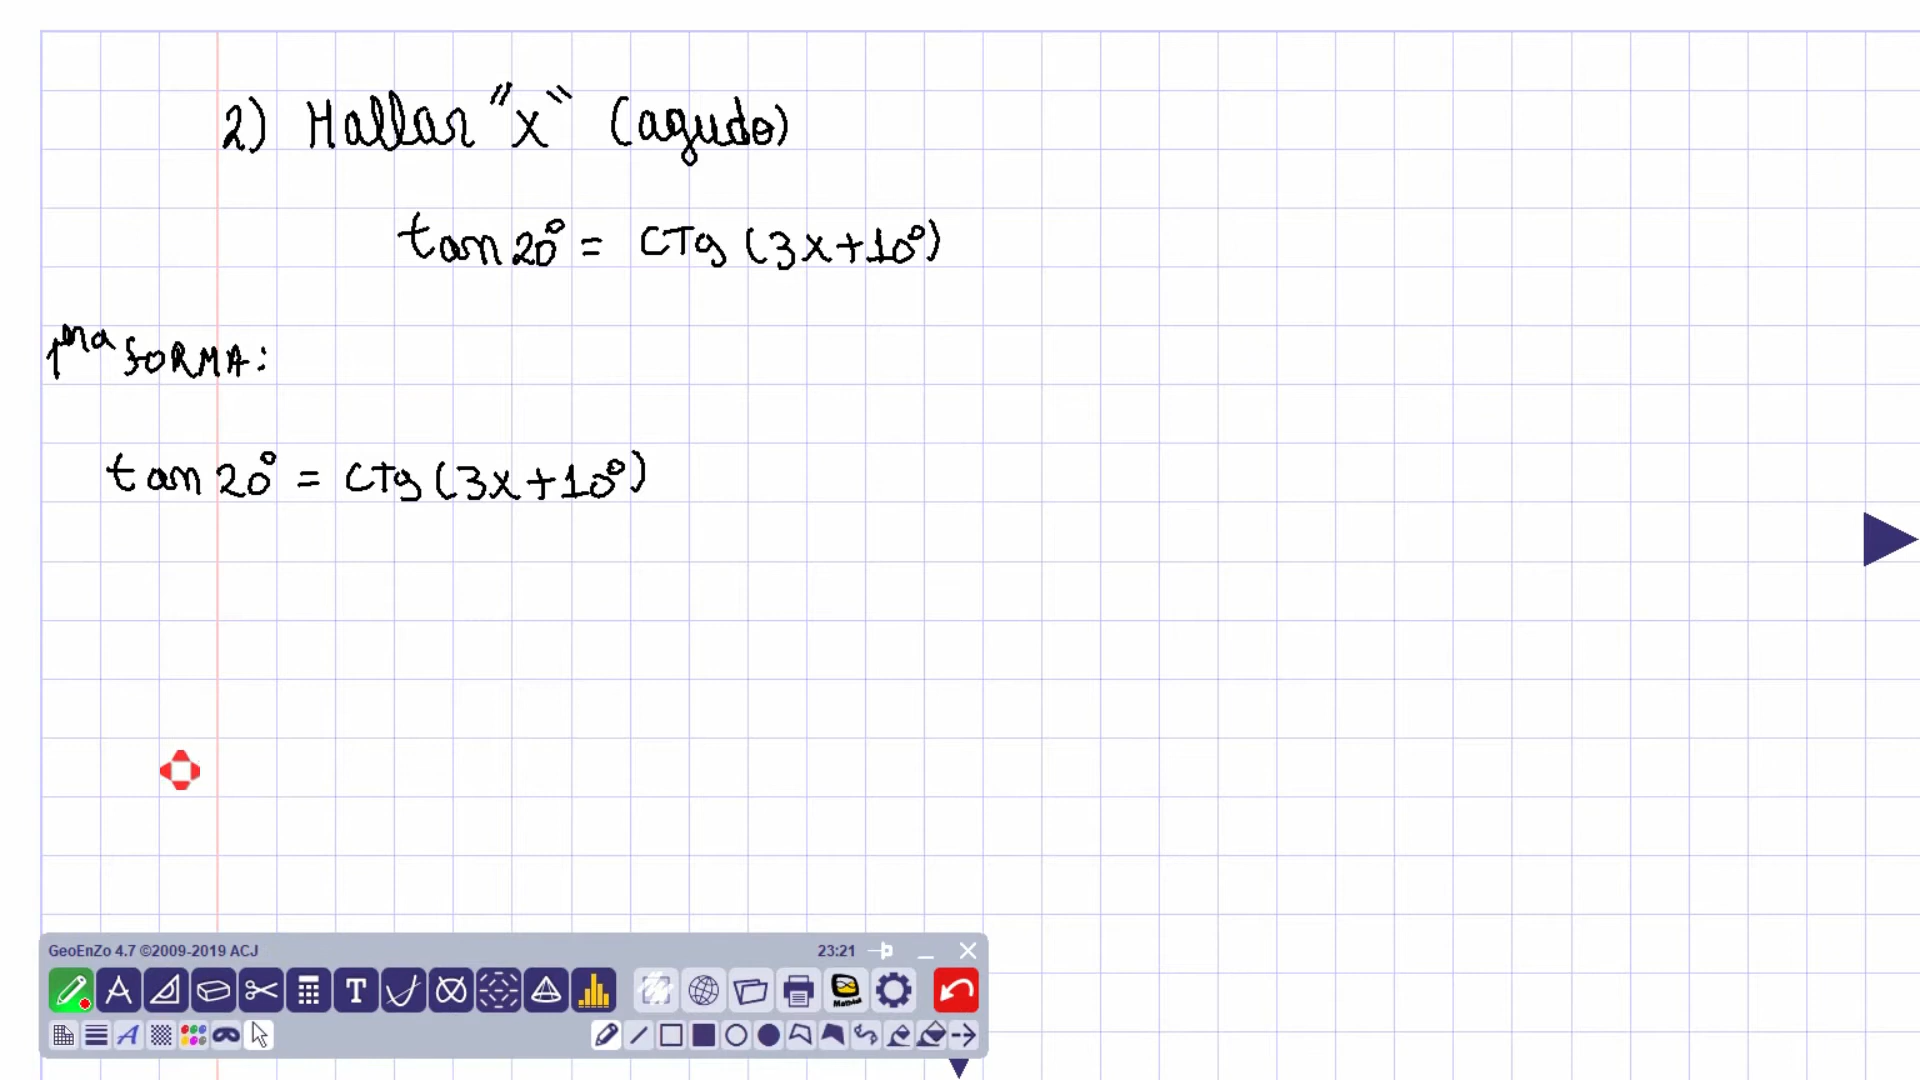 2) Hallar "x" (agudo)
tan 20° = CTg (3x+10°)
1ra FORMA:
tan 20° = CTg (3x+10°)
GeoEnZo 4.7 ©2009-2019 ACJ 23:21